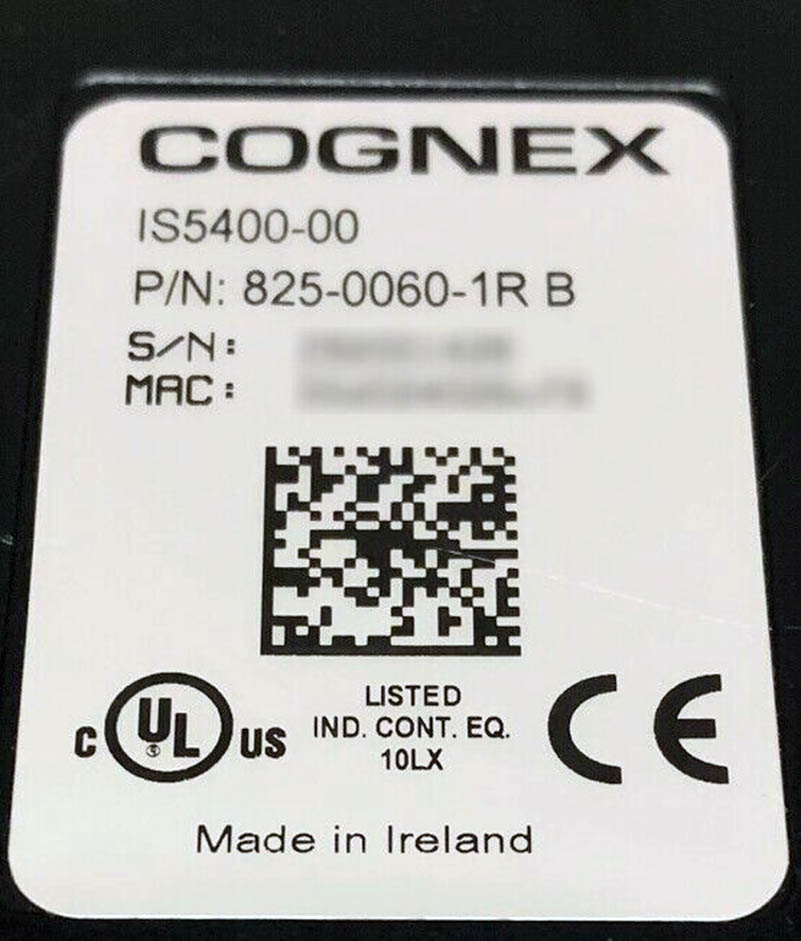 COGNEX
IS5400-00
P/N: 825-0060-1R B
S/N:
MAC:
C UL US
LISTED
IND. CONT. EQ.
10LX
CE
Made in Ireland